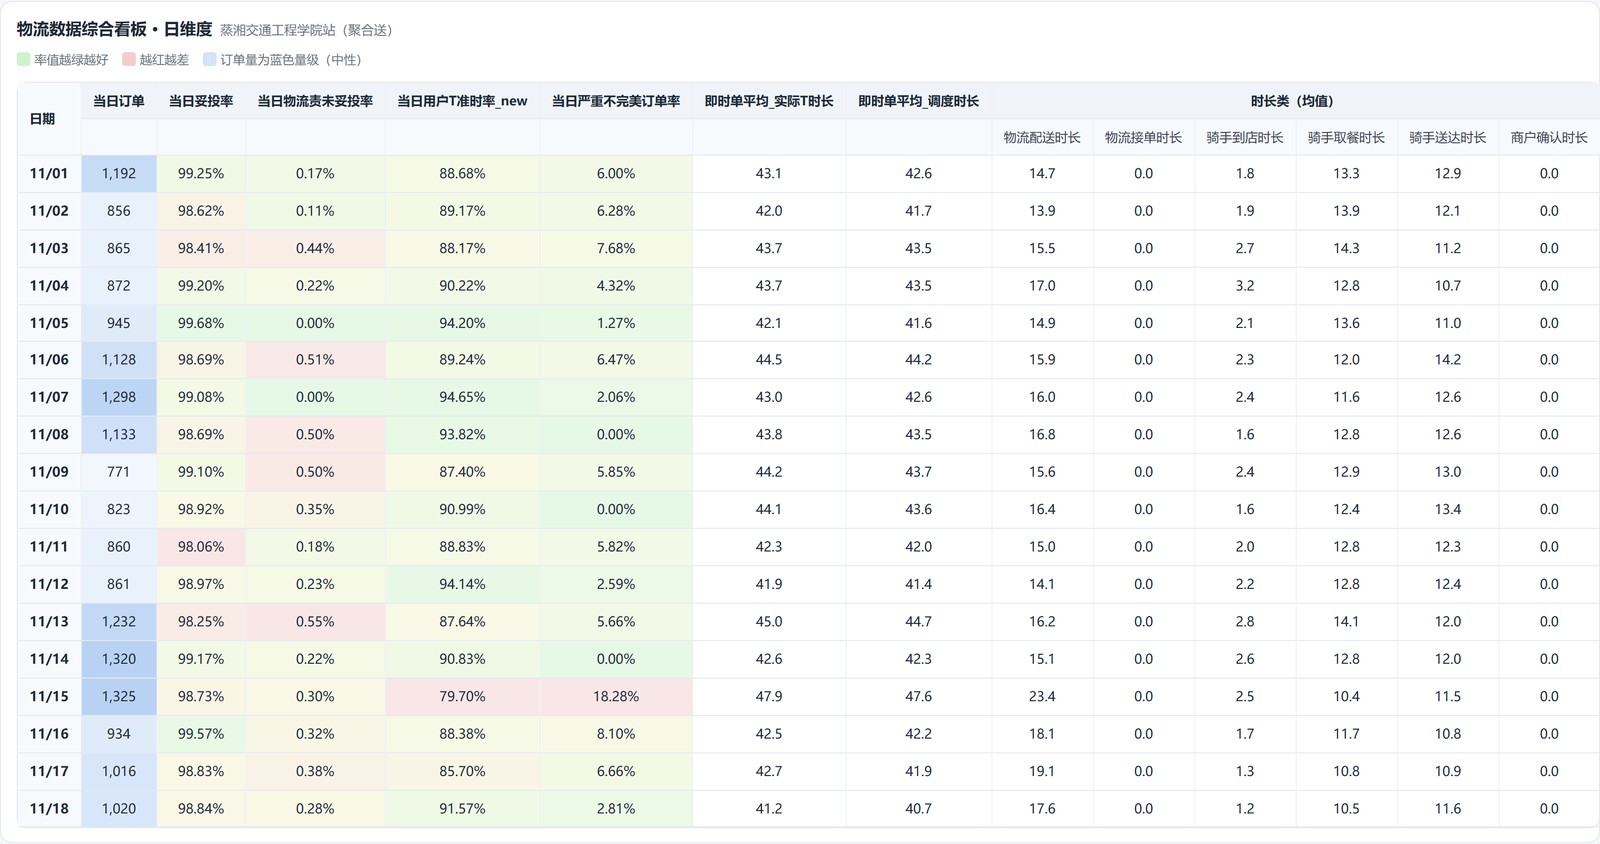 物流数据综合看板 • 日维度 蒸湘交通工程学院站（聚合送）
率值越绿越好 越红越差 订单量为蓝色量级（中性）
日期 当日订单 当日妥投率 当日物流责未妥投率 当日用户T准时率_new 当日严重不完美订单率 即时单平均_实际T时长 即时单平均_调度时长 时长类（均值）
物流配送时长 物流接单时长 骑手到店时长 骑手取餐时长 骑手送达时长 商户确认时长
11/01 1,192 99.25% 0.17% 88.68% 6.00% 43.1 42.6 14.7 0.0 1.8 13.3 12.9 0.0
11/02 856 98.62% 0.11% 89.17% 6.28% 42.0 41.7 13.9 0.0 1.9 13.9 12.1 0.0
11/03 865 98.41% 0.44% 88.17% 7.68% 43.7 43.5 15.5 0.0 2.7 14.3 11.2 0.0
11/04 872 99.20% 0.22% 90.22% 4.32% 43.7 43.5 17.0 0.0 3.2 12.8 10.7 0.0
11/05 945 99.68% 0.00% 94.20% 1.27% 42.1 41.6 14.9 0.0 2.1 13.6 11.0 0.0
11/06 1,128 98.69% 0.51% 89.24% 6.47% 44.5 44.2 15.9 0.0 2.3 12.0 14.2 0.0
11/07 1,298 99.08% 0.00% 94.65% 2.06% 43.0 42.6 16.0 0.0 2.4 11.6 12.6 0.0
11/08 1,133 98.69% 0.50% 93.82% 0.00% 43.8 43.5 16.8 0.0 1.6 12.8 12.6 0.0
11/09 771 99.10% 0.50% 87.40% 5.85% 44.2 43.7 15.6 0.0 2.4 12.9 13.0 0.0
11/10 823 98.92% 0.35% 90.99% 0.00% 44.1 43.6 16.4 0.0 1.6 12.4 13.4 0.0
11/11 860 98.06% 0.18% 88.83% 5.82% 42.3 42.0 15.0 0.0 2.0 12.8 12.3 0.0
11/12 861 98.97% 0.23% 94.14% 2.59% 41.9 41.4 14.1 0.0 2.2 12.8 12.4 0.0
11/13 1,232 98.25% 0.55% 87.64% 5.66% 45.0 44.7 16.2 0.0 2.8 14.1 12.0 0.0
11/14 1,320 99.17% 0.22% 90.83% 0.00% 42.6 42.3 15.1 0.0 2.6 12.8 12.0 0.0
11/15 1,325 98.73% 0.30% 79.70% 18.28% 47.9 47.6 23.4 0.0 2.5 10.4 11.5 0.0
11/16 934 99.57% 0.32% 88.38% 8.10% 42.5 42.2 18.1 0.0 1.7 11.7 10.8 0.0
11/17 1,016 98.83% 0.38% 85.70% 6.66% 42.7 41.9 19.1 0.0 1.3 10.8 10.9 0.0
11/18 1,020 98.84% 0.28% 91.57% 2.81% 41.2 40.7 17.6 0.0 1.2 10.5 11.6 0.0